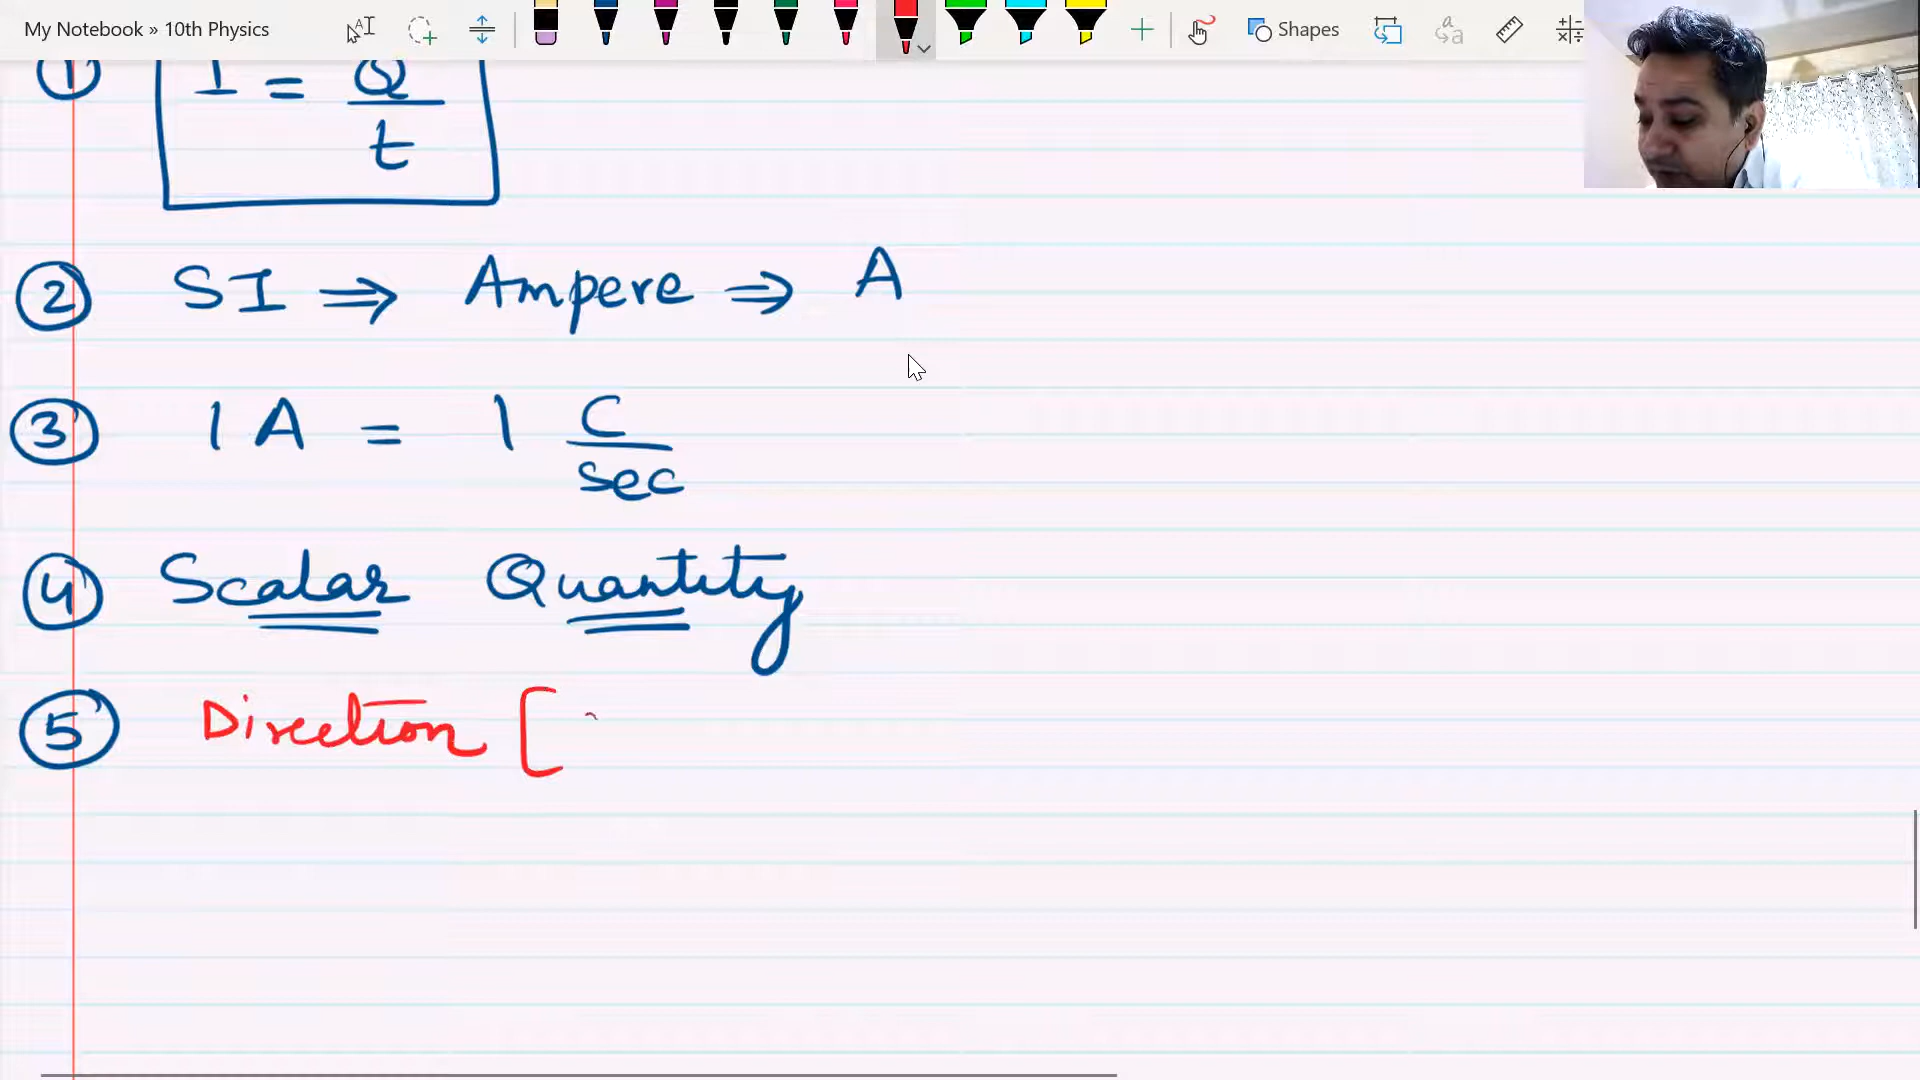 My Notebook » 10th Physics
Shapes
① I = Q
t
② SI ⇒ Ampere ⇒ A
③ 1 A = 1 C
sec
④ Scalar Quantity
⑤ Direction [